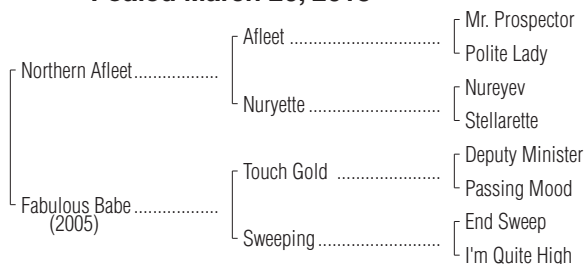 Foaled March
Mr. Prospector
Afleet ....................................
Polite Lady
Northern Afleet....................
Nureyev
Nuryette .................................
Stellarette
Deputy Minister
Touch Gold .........................
Passing Mood
Fabulous Babe ....................
(2005)
End Sweep
Sweeping..............................
I'm Quite High